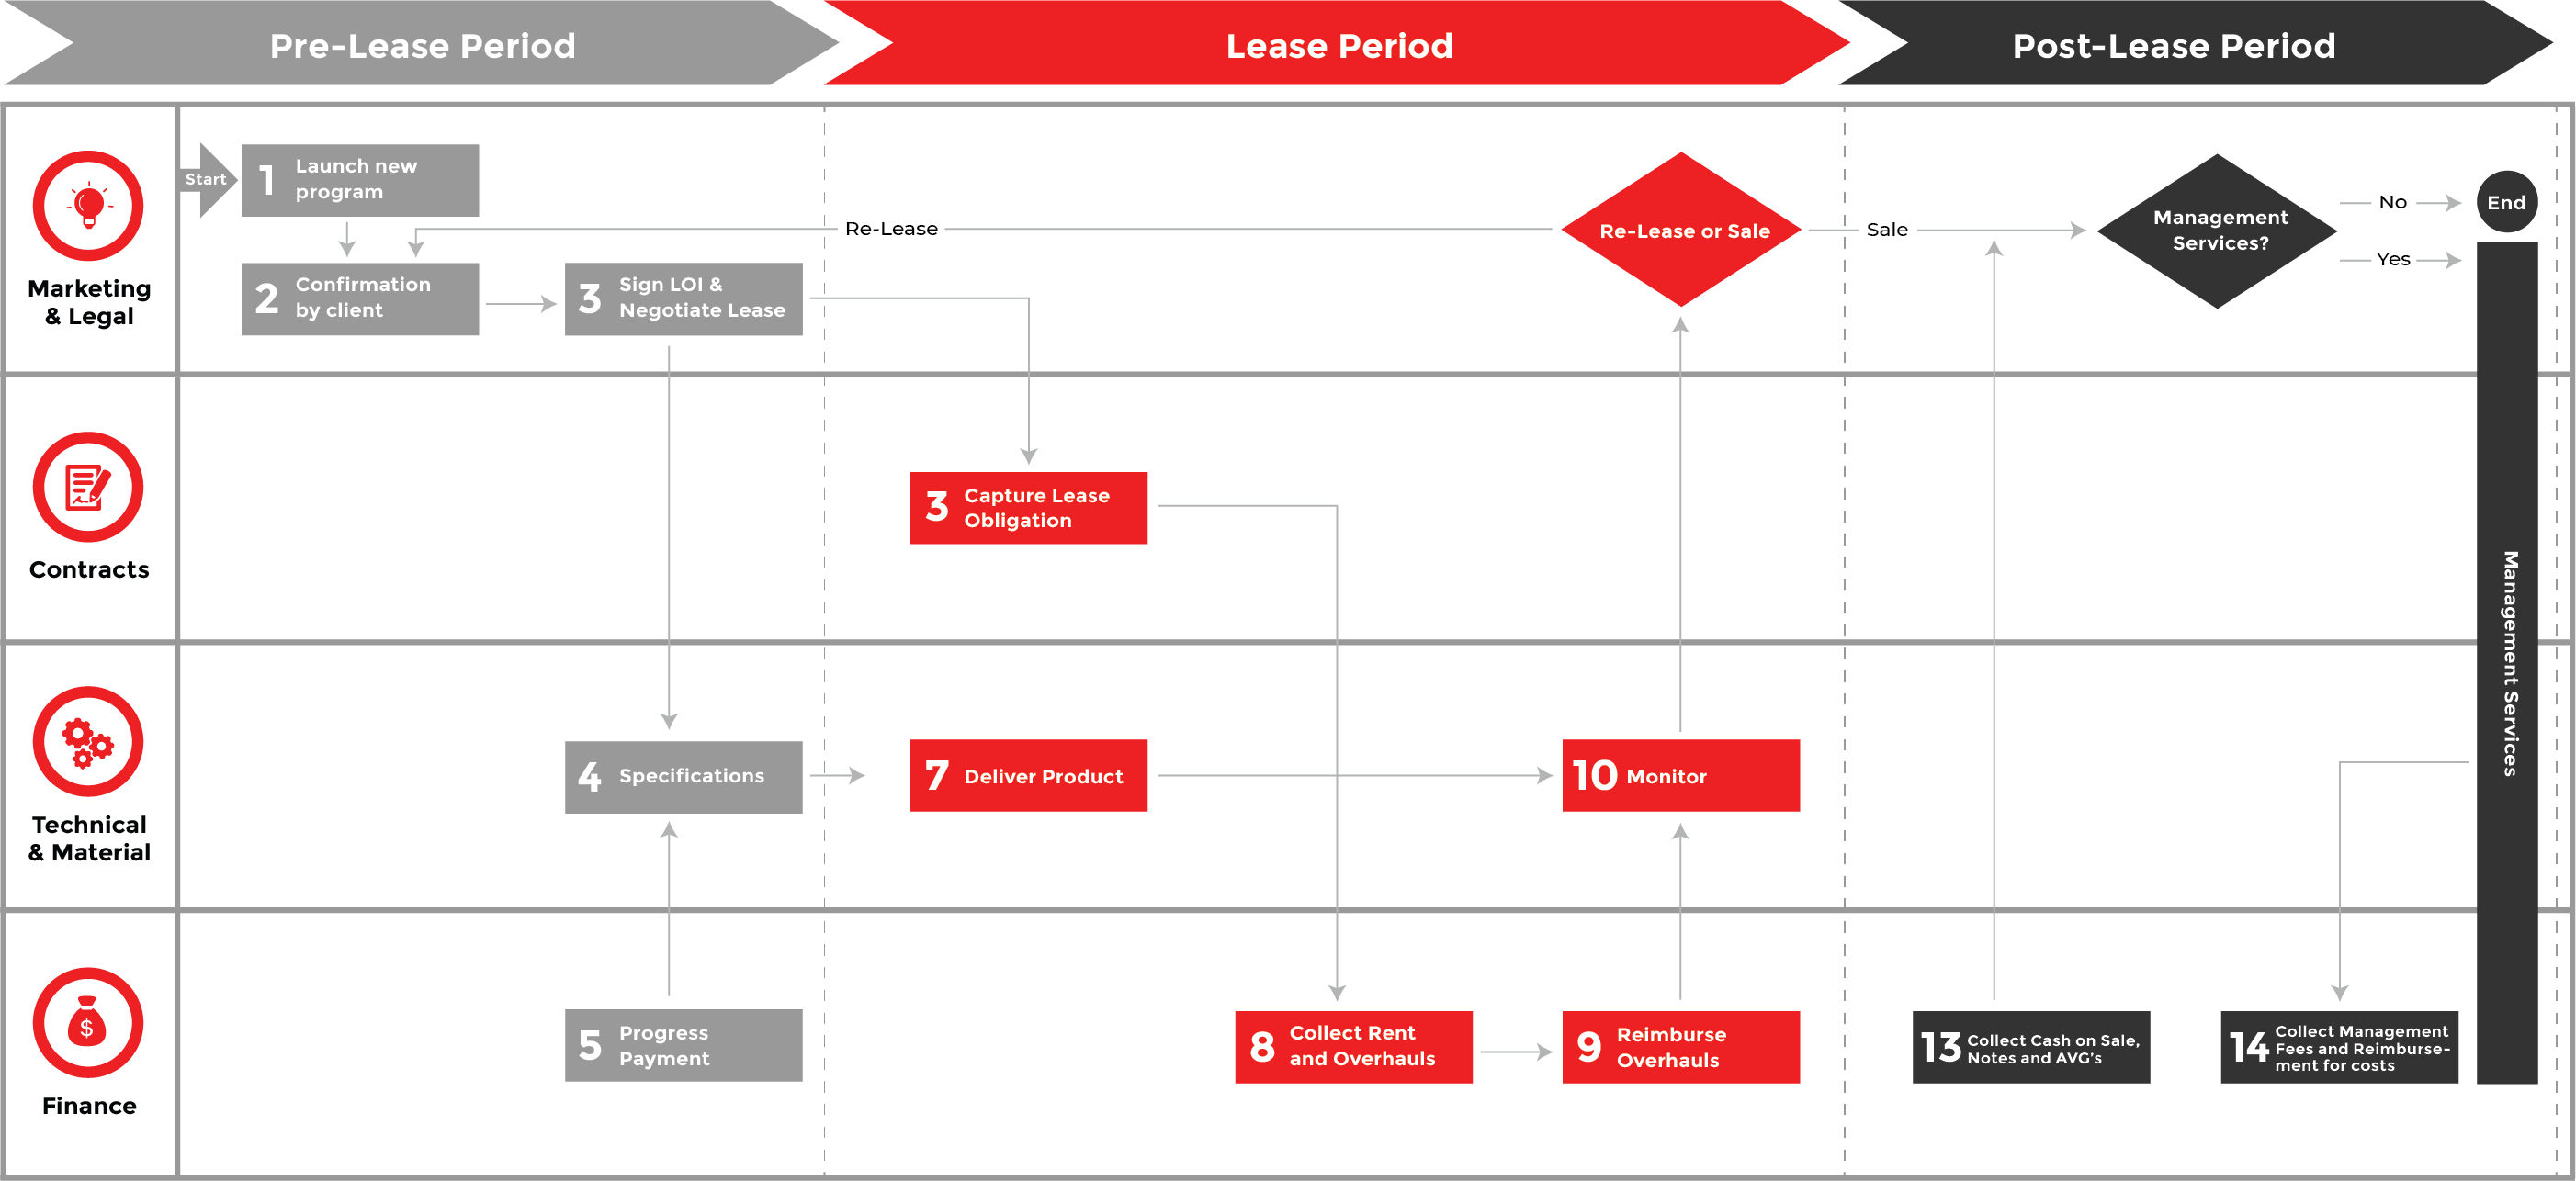 Pre-Lease Period
Lease Period
Post-Lease Period
Marketing
& Legal
Start
1
Launch new
program
2
Confirmation
by client
3
Sign LOI &
Negotiate Lease
Re-Lease
Re-Lease or Sale
Sale
Management
Services?
No
Yes
End
Management Services
Contracts
3
Capture Lease
Obligation
Technical
& Material
4
Specifications
7
Deliver Product
10
Monitor
Finance
$
5
Progress
Payment
8
Collect Rent
and Overhauls
9
Reimburse
Overhauls
13
Collect Cash on Sale,
Notes and AVG's
14
Collect Management
Fees and Reimburse-
ment for costs